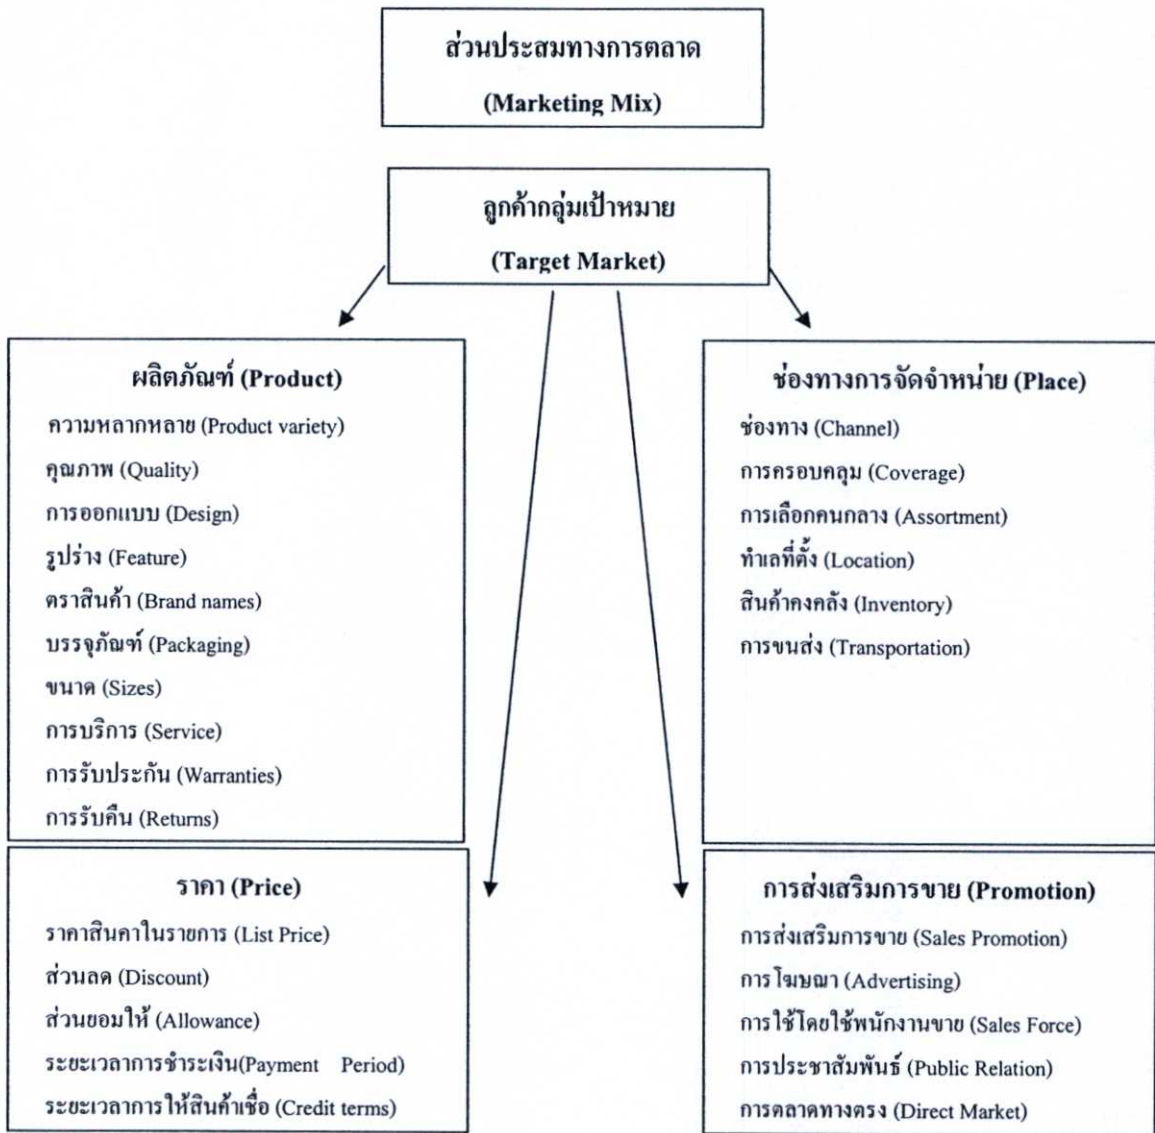 ส่วนประสมทางการตลาด
(Marketing Mix)
ลูกค้ากลุ่มเป้าหมาย
(Target Market)
ผลิตภัณฑ์ (Product)
ความหลากหลาย (Product variety)
คุณภาพ (Quality)
การออกแบบ (Design)
รูปร่าง (Feature)
ตราสินค้า (Brand names)
บรรจุภัณฑ์ (Packaging)
ขนาด (Sizes)
การบริการ (Service)
การรับประกัน (Warranties)
การรับคืน (Returns)
ช่องทางการจัดจำหน่าย (Place)
ช่องทาง (Channel)
การครอบคลุม (Coverage)
การเลือกคนกลาง (Assortment)
ทำเลที่ตั้ง (Location)
สินค้าคงคลัง (Inventory)
การขนส่ง (Transportation)
ราคา (Price)
ราคาสินคาในรายการ (List Price)
ส่วนลด (Discount)
ส่วนยอมให้ (Allowance)
ระยะเวลาการชำระเงิน(Payment Period)
ระยะเวลาการให้สินค้าเชื่อ (Credit terms)
การส่งเสริมการขาย (Promotion)
การส่งเสริมการขาย (Sales Promotion)
การโฆษณา (Advertising)
การใช้โดยใช้พนักงานขาย (Sales Force)
การประชาสัมพันธ์ (Public Relation)
การตลาดทางตรง (Direct Market)